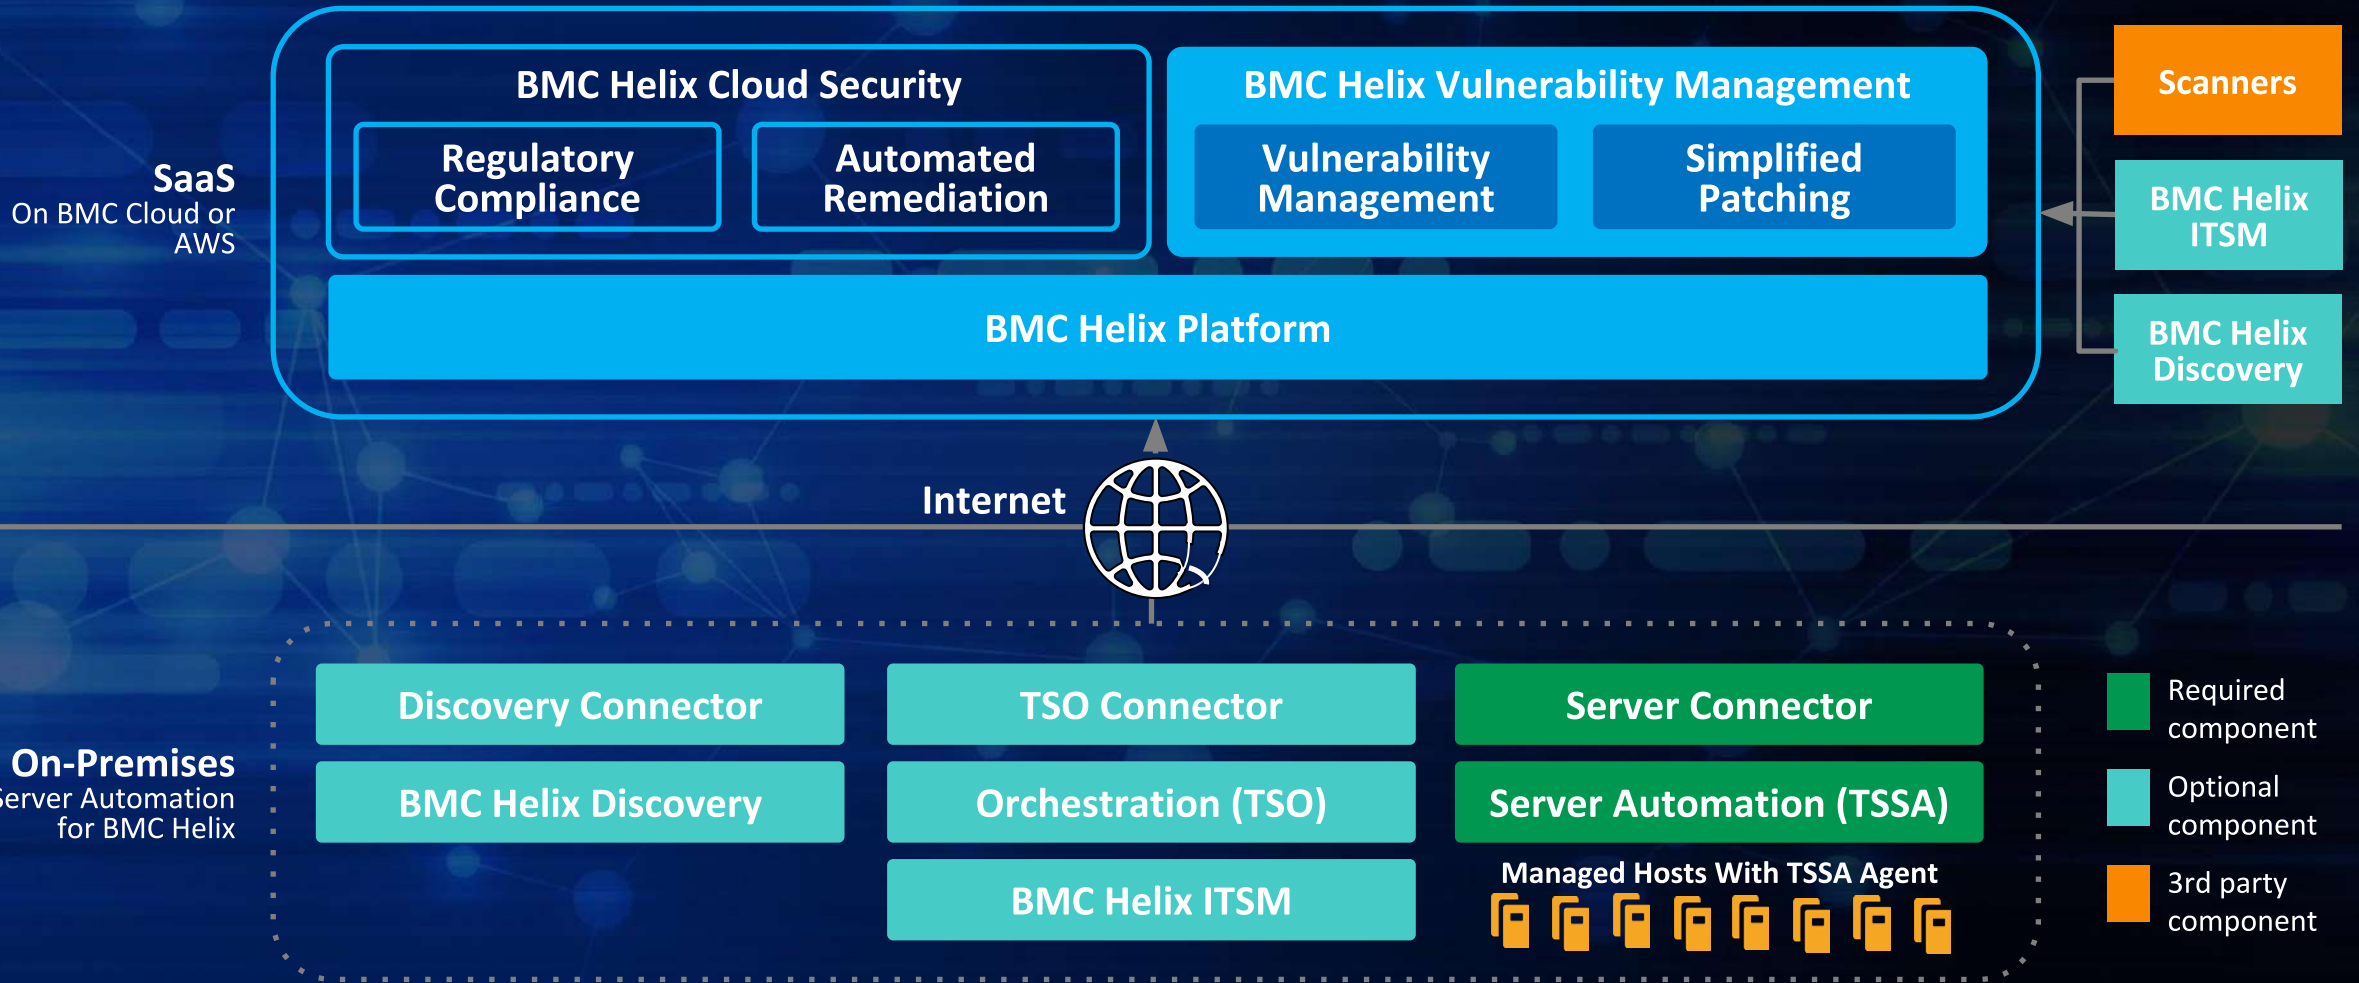 BMC Helix Cloud Security
BMC Helix Vulnerability Management
Regulatory
Compliance
Automated
Remediation
Vulnerability
Management
Simplified
Patching
BMC Helix Platform
SaaS
On BMC Cloud or
AWS
Scanners
BMC Helix
ITSM
BMC Helix
Discovery
Internet
On-Premises
Server Automation
for BMC Helix
Discovery Connector
BMC Helix Discovery
TSO Connector
Orchestration (TSO)
BMC Helix ITSM
Server Connector
Server Automation (TSSA)
Managed Hosts With TSSA Agent
Required
component
Optional
component
3rd party
component